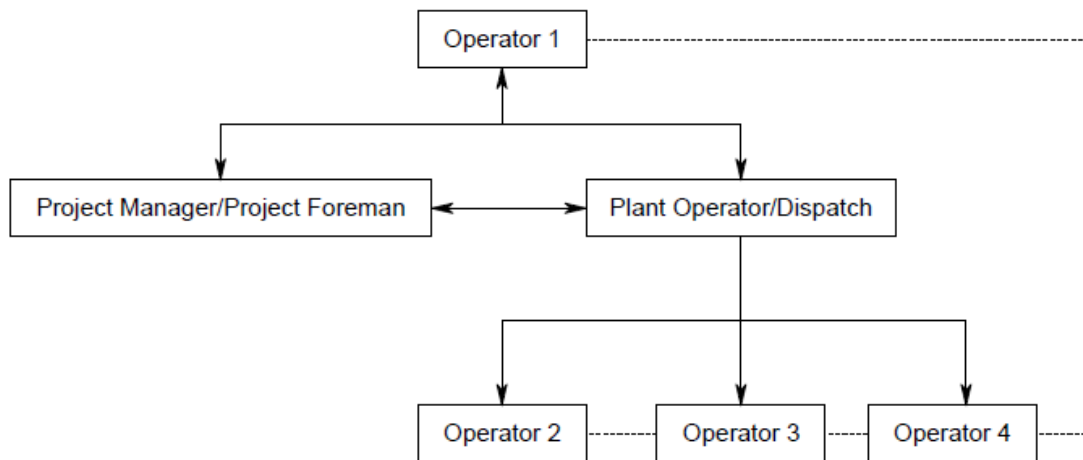 Operator 1
Project Manager/Project Foreman
Plant Operator/Dispatch
Operator 2
Operator 3
Operator 4